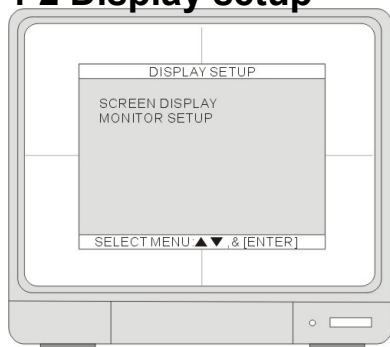 Display setup
DISPLAY SETUP
SCREEN DISPLAY
MONITOR SETUP
SELECT MENU:▲▼,& [ENTER]